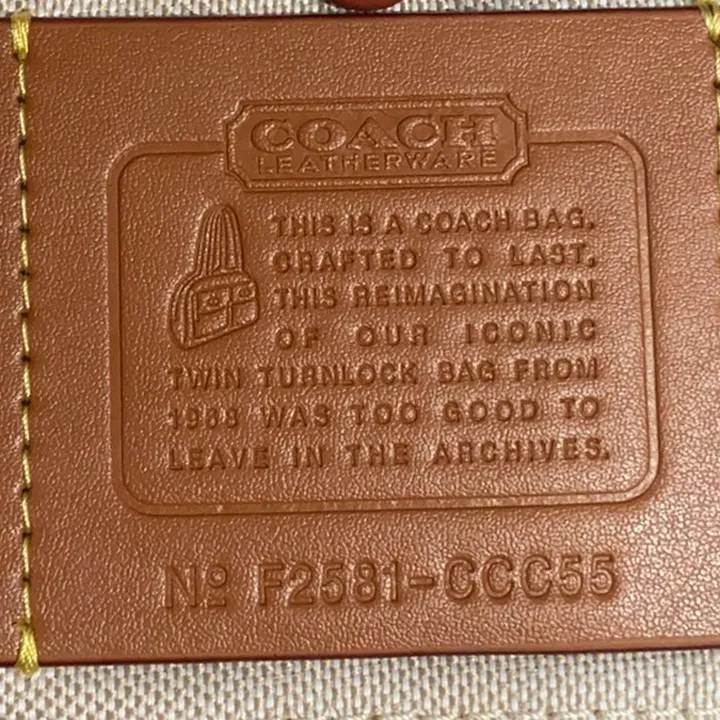 COACH
LEATHERWARE
THIS IS A COACH BAG.
CRAFTED TO LAST.
THIS REIMAGINATION
OF OUR ICONIC
TWIN TURNLOCK BAG FROM
1988 WAS TOO GOOD TO
LEAVE IN THE ARCHIVES.
Nº F2581-CCC55